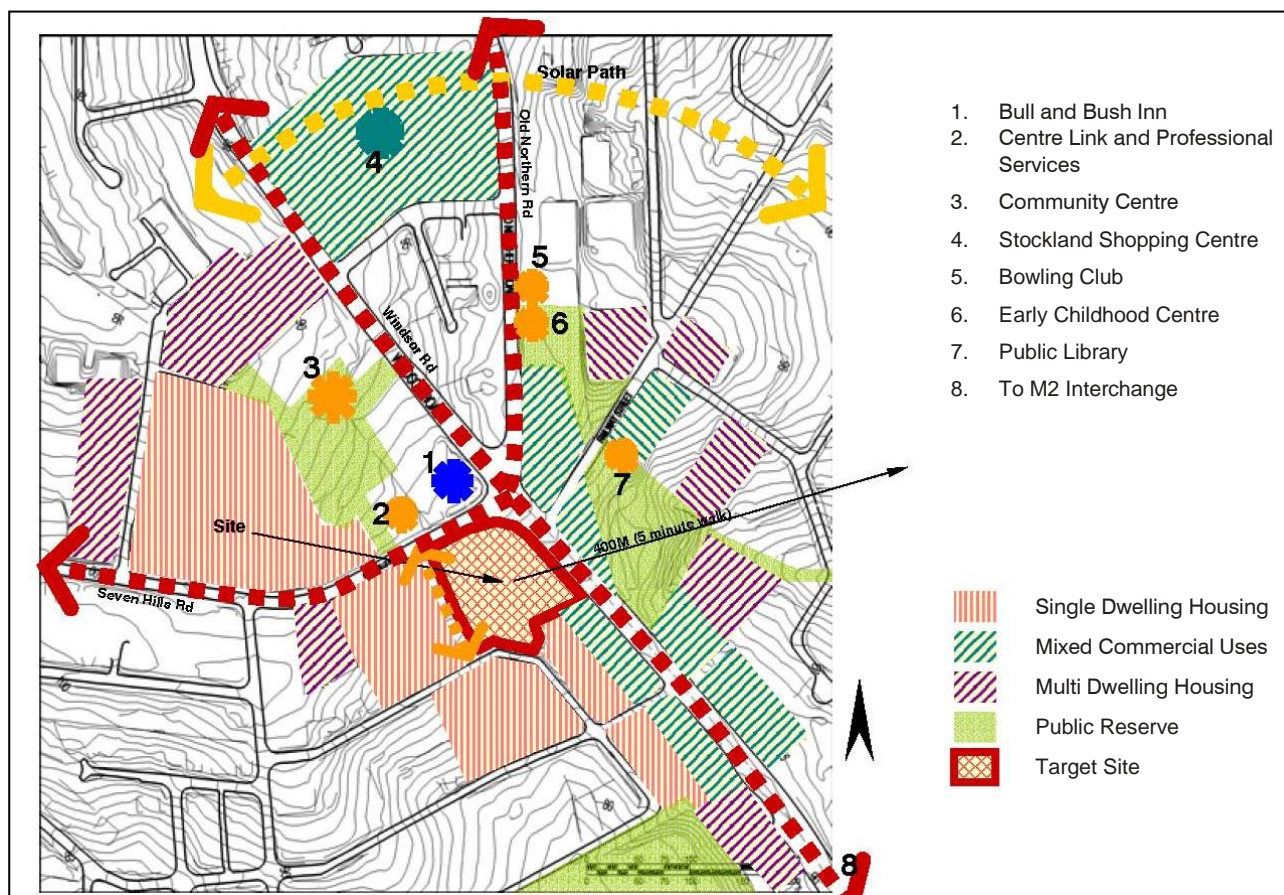 Solar Path
Old Northern Rd
4
5
6
Windsor Rd
3
1
2
7
Site
400M (5 minuts walk)
Seven Hills Rd
8
1. Bull and Bush Inn
2. Centre Link and Professional
Services
3. Community Centre
4. Stockland Shopping Centre
5. Bowling Club
6. Early Childhood Centre
7. Public Library
8. To M2 Interchange
Single Dwelling Housing
Mixed Commercial Uses
Multi Dwelling Housing
Public Reserve
Target Site